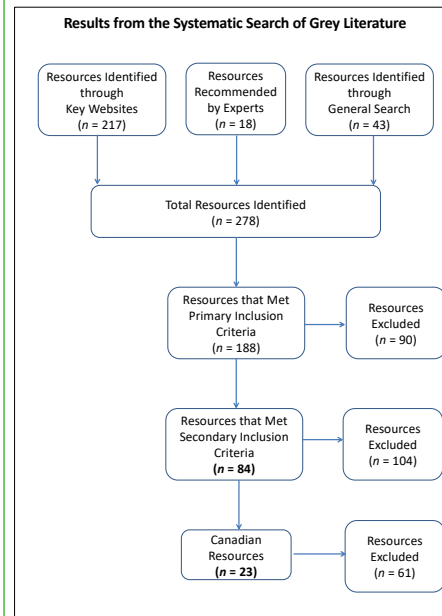 Results from the Systematic Search of Grey Literature
Resources Identified
through
Key Websites
(n = 217)
Resources
Recommended
by Experts
(n = 18)
Resources Identified
through
General Search
(n = 43)
Total Resources Identified
(n = 278)
Resources that Met
Primary Inclusion
Criteria
(n = 188)
Resources
Excluded
(n = 90)
Resources that Met
Secondary Inclusion
Criteria
(n = 84)
Resources
Excluded
(n = 104)
Canadian
Resources
(n = 23)
Resources
Excluded
(n = 61)